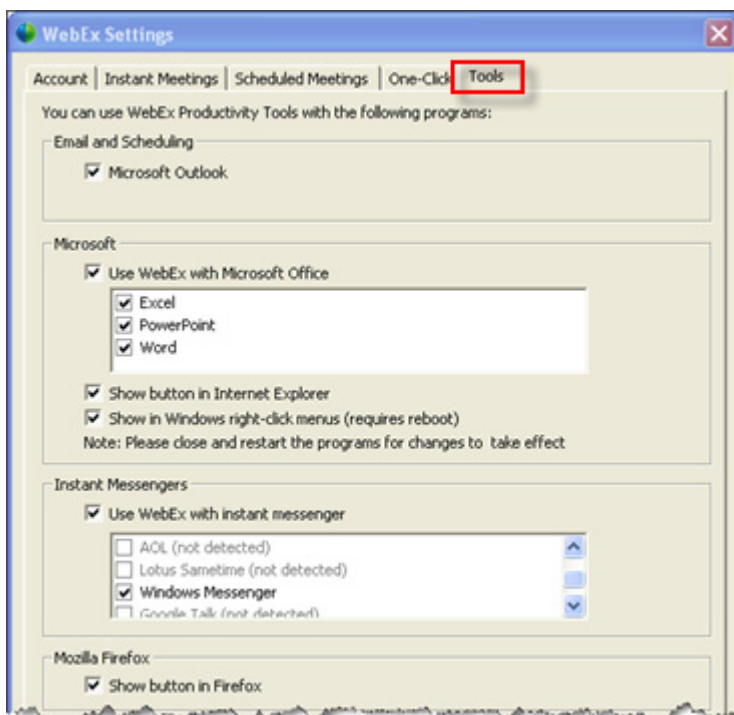 WebEx Settings
Account Instant Meetings Scheduled Meetings One-Click Tools
You can use WebEx Productivity Tools with the following programs:
Email and Scheduling
Microsoft Outlook
Microsoft
Use WebEx with Microsoft Office
Excel
PowerPoint
Word
Show button in Internet Explorer
Show in Windows right-click menus (requires reboot)
Note: Please close and restart the programs for changes to take effect
Instant Messengers
Use WebEx with instant messenger
AOL (not detected)
Lotus Sametime (not detected)
Windows Messenger
Google Talk (not detected)
Mozilla Firefox
Show button in Firefox